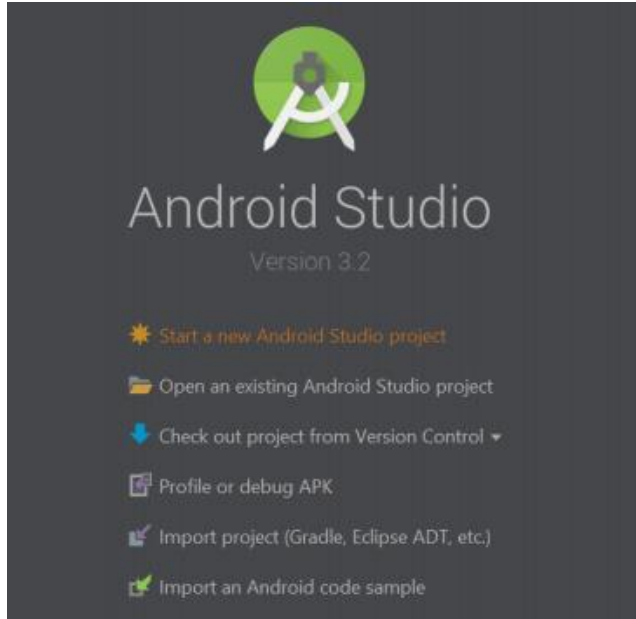 Android Studio
Version 3.2
Start a new Android Studio project
Open an existing Android Studio project
Check out project from Version Control
Profile or debug APK
Import project (Gradle, Eclipse ADT, etc.)
Import an Android code sample